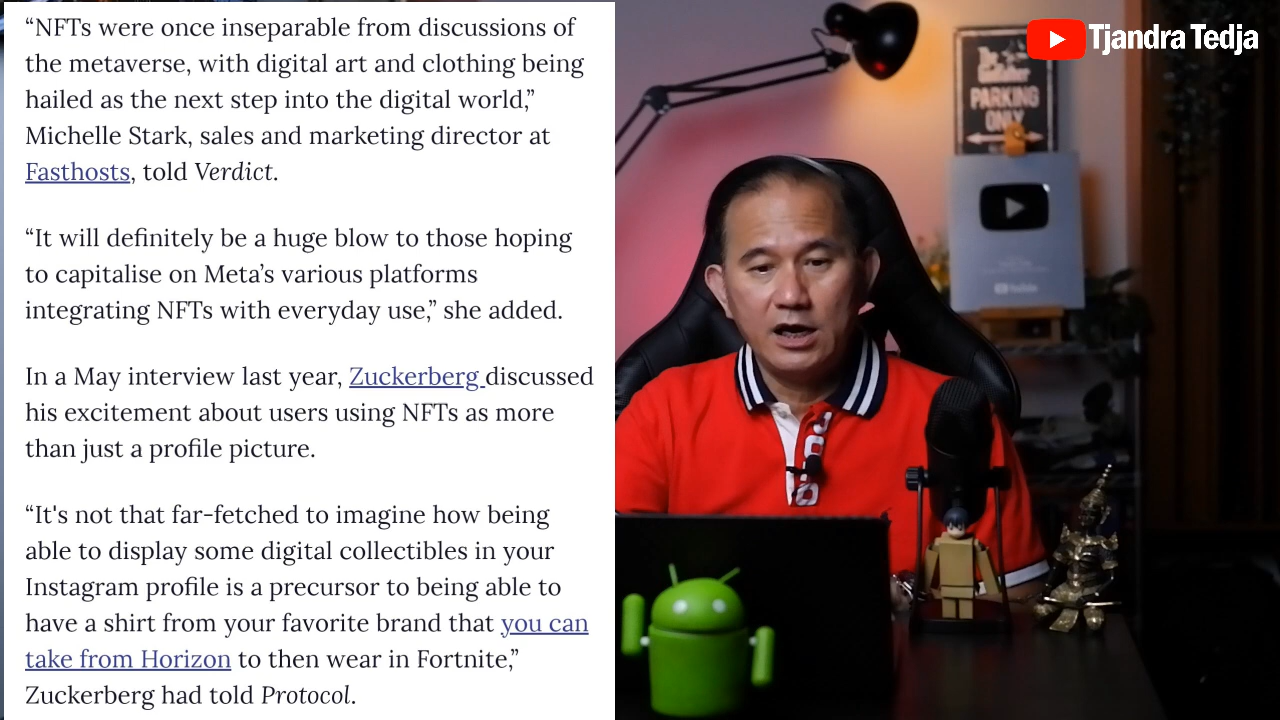 “NFTs were once inseparable from discussions of
the metaverse, with digital art and clothing being
hailed as the next step into the digital world,”
Michelle Stark, sales and marketing director at
Fasthosts, told Verdict.
“It will definitely be a huge blow to those hoping
to capitalise on Meta’s various platforms
integrating NFTs with everyday use,” she added.
In a May interview last year, Zuckerberg discussed
his excitement about users using NFTs as more
than just a profile picture.
“It's not that far-fetched to imagine how being
able to display some digital collectibles in your
Instagram profile is a precursor to being able to
have a shirt from your favorite brand that you can
take from Horizon to then wear in Fortnite,”
Zuckerberg had told Protocol.
Tjandra Tedja
The
Godfather
PARKING
ONLY
YouTube